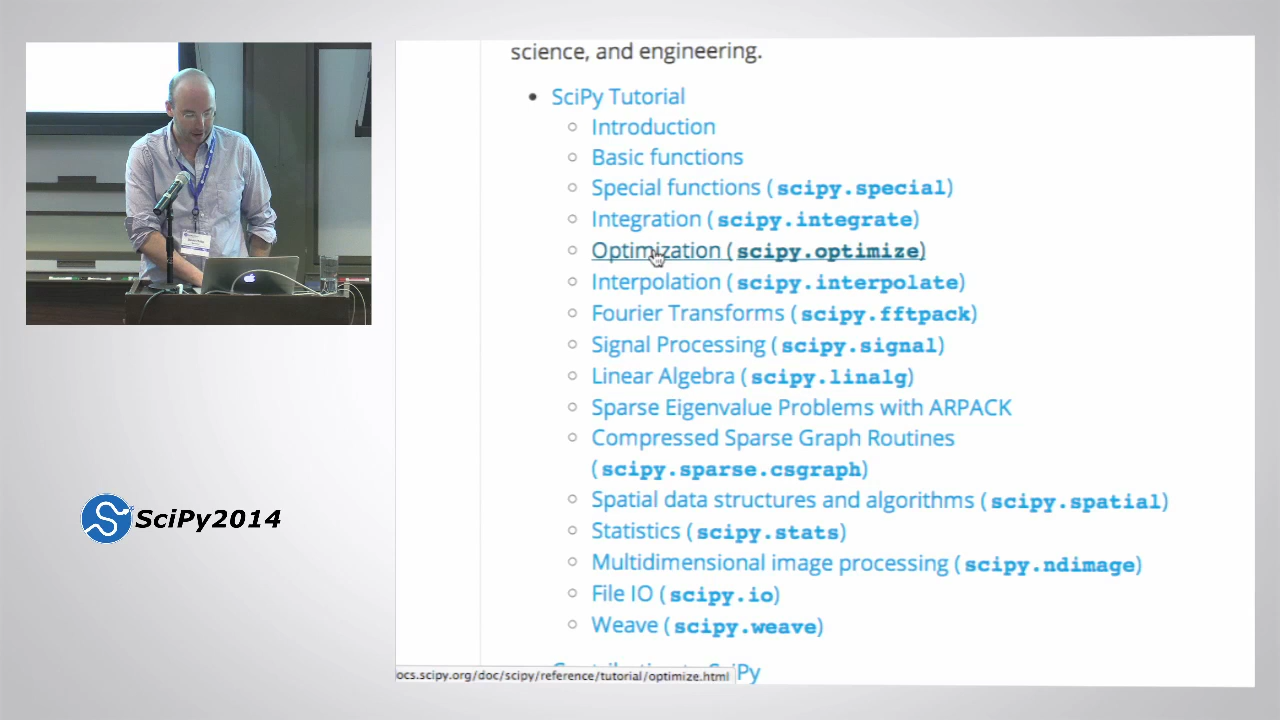 science, and engineering.
SciPy Tutorial
Introduction
Basic functions
Special functions (scipy.special)
Integration (scipy.integrate)
Optimization (scipy.optimize)
Interpolation (scipy.interpolate)
Fourier Transforms (scipy.fftpack)
Signal Processing (scipy.signal)
Linear Algebra (scipy.linalg)
Sparse Eigenvalue Problems with ARPACK
Compressed Sparse Graph Routines
(scipy.sparse.csgraph)
Spatial data structures and algorithms (scipy.spatial)
Statistics (scipy.stats)
Multidimensional image processing (scipy.ndimage)
File IO (scipy.io)
Weave (scipy.weave)
SciPy
ocs.scipy.org/doc/scipy/reference/tutorial/optimize.html
SciPy2014